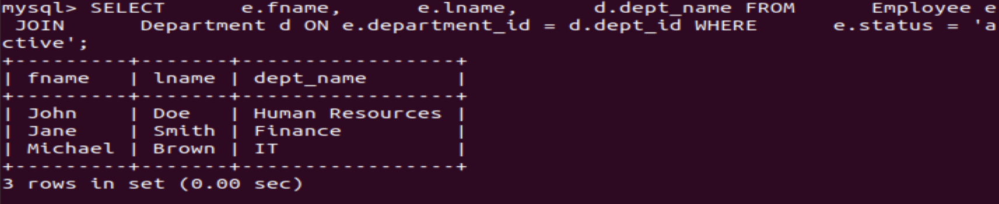 mysql> SELECT      e.fname,      e.lname,      d.dept_name FROM      Employee e
 JOIN      Department d ON e.department_id = d.dept_id WHERE      e.status = 'a
ctive';
+---------+-------+-----------------+
| fname   | lname | dept_name       |
+---------+-------+-----------------+
| John    | Doe   | Human Resources |
| Jane    | Smith | Finance         |
| Michael | Brown | IT              |
+---------+-------+-----------------+
3 rows in set (0.00 sec)